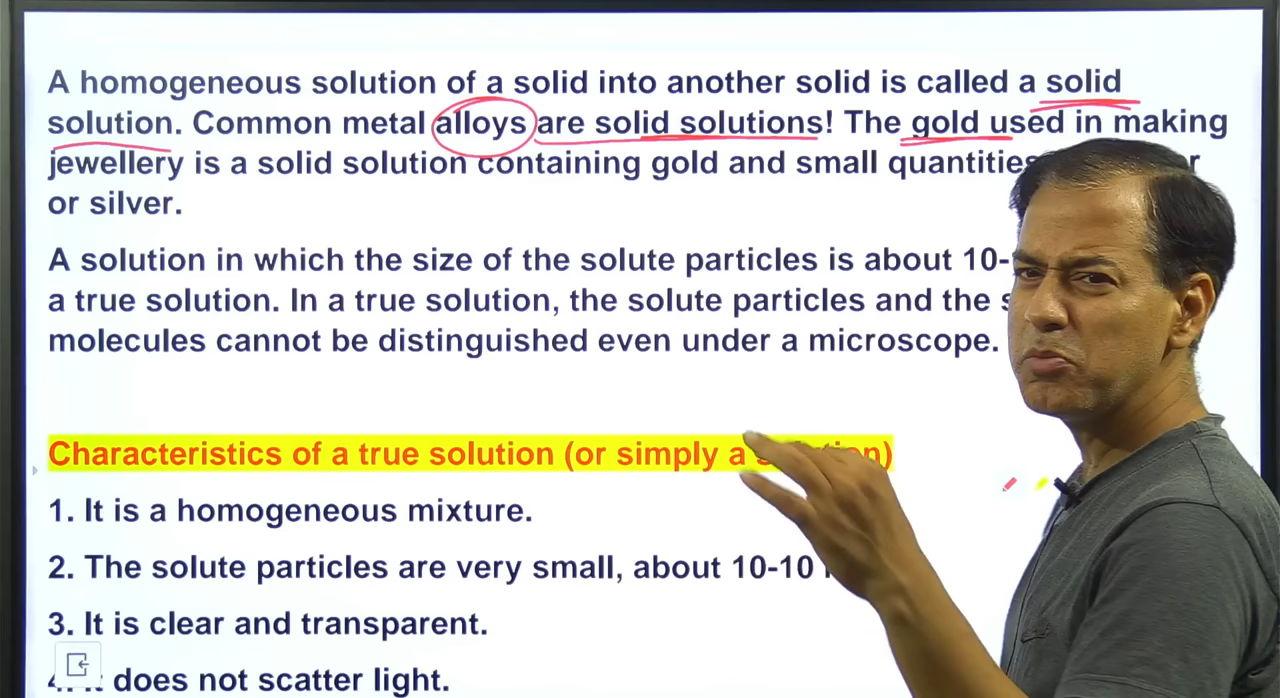 A homogeneous solution of a solid into another solid is called a solid
solution. Common metal alloys are solid solutions! The gold used in making
jewellery is a solid solution containing gold and small quantities
or silver.
A solution in which the size of the solute particles is about 10-
a true solution. In a true solution, the solute particles and the
molecules cannot be distinguished even under a microscope.
Characteristics of a true solution (or simply a solution)
1. It is a homogeneous mixture.
2. The solute particles are very small, about 10-10
3. It is clear and transparent.
4. It does not scatter light.